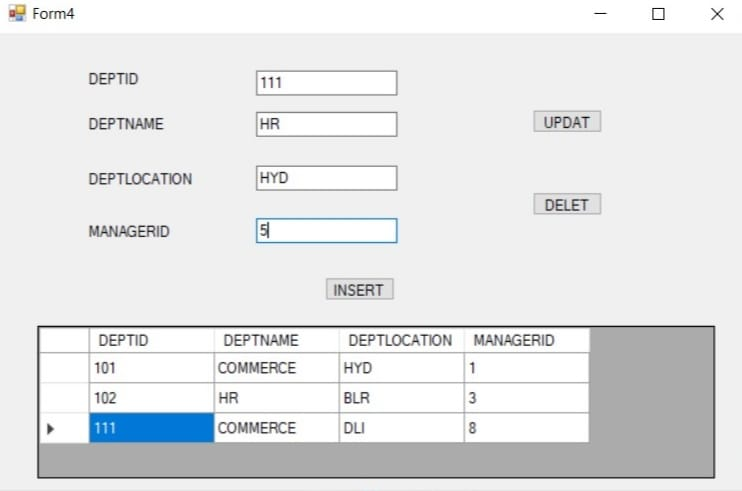 Form4
DEPTID 111
DEPTNAME HR UPDAT
DEPTLOCATION HYD
DELET
MANAGERID 5
INSERT
DEPTID DEPTNAME DEPTLOCATION MANAGERID
101 COMMERCE HYD 1
102 HR BLR 3
111 COMMERCE DLI 8